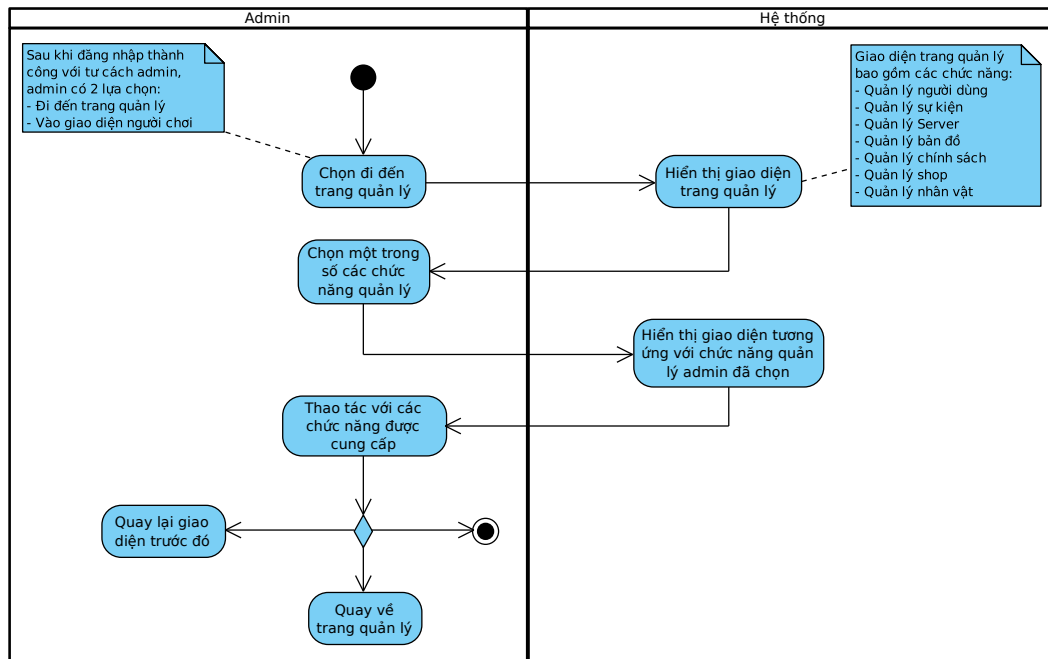 Admin
Hệ thống
Sau khi đăng nhập thành
công với tư cách admin,
admin có 2 lựa chọn:
- Đi đến trang quản lý
- Vào giao diện người chơi
Giao diện trang quản lý
bao gồm các chức năng:
- Quản lý người dùng
- Quản lý sự kiện
- Quản lý Server
- Quản lý bản đồ
- Quản lý chính sách
- Quản lý shop
- Quản lý nhân vật
Chọn đi đến
trang quản lý
Hiển thị giao diện
trang quản lý
Chọn một trong
số các chức
năng quản lý
Hiển thị giao diện tương
ứng với chức năng quản
lý admin đã chọn
Thao tác với các
chức năng được
cung cấp
Quay lại giao
diện trước đó
Quay về
trang quản lý